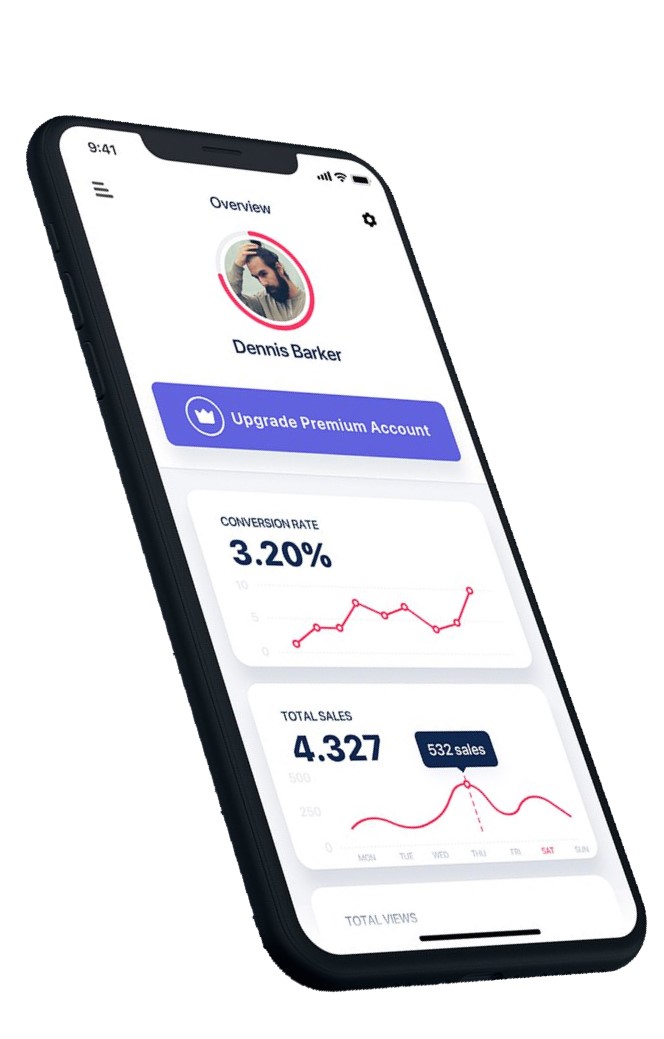 9:41
Overview
Dennis Barker
Upgrade Premium Account
CONVERSION RATE
3.20%
10
5
0
TOTAL SALES
4.327
532 sales
500
250
0
MON TUE WED THU FRI SAT SUN
TOTAL VIEWS